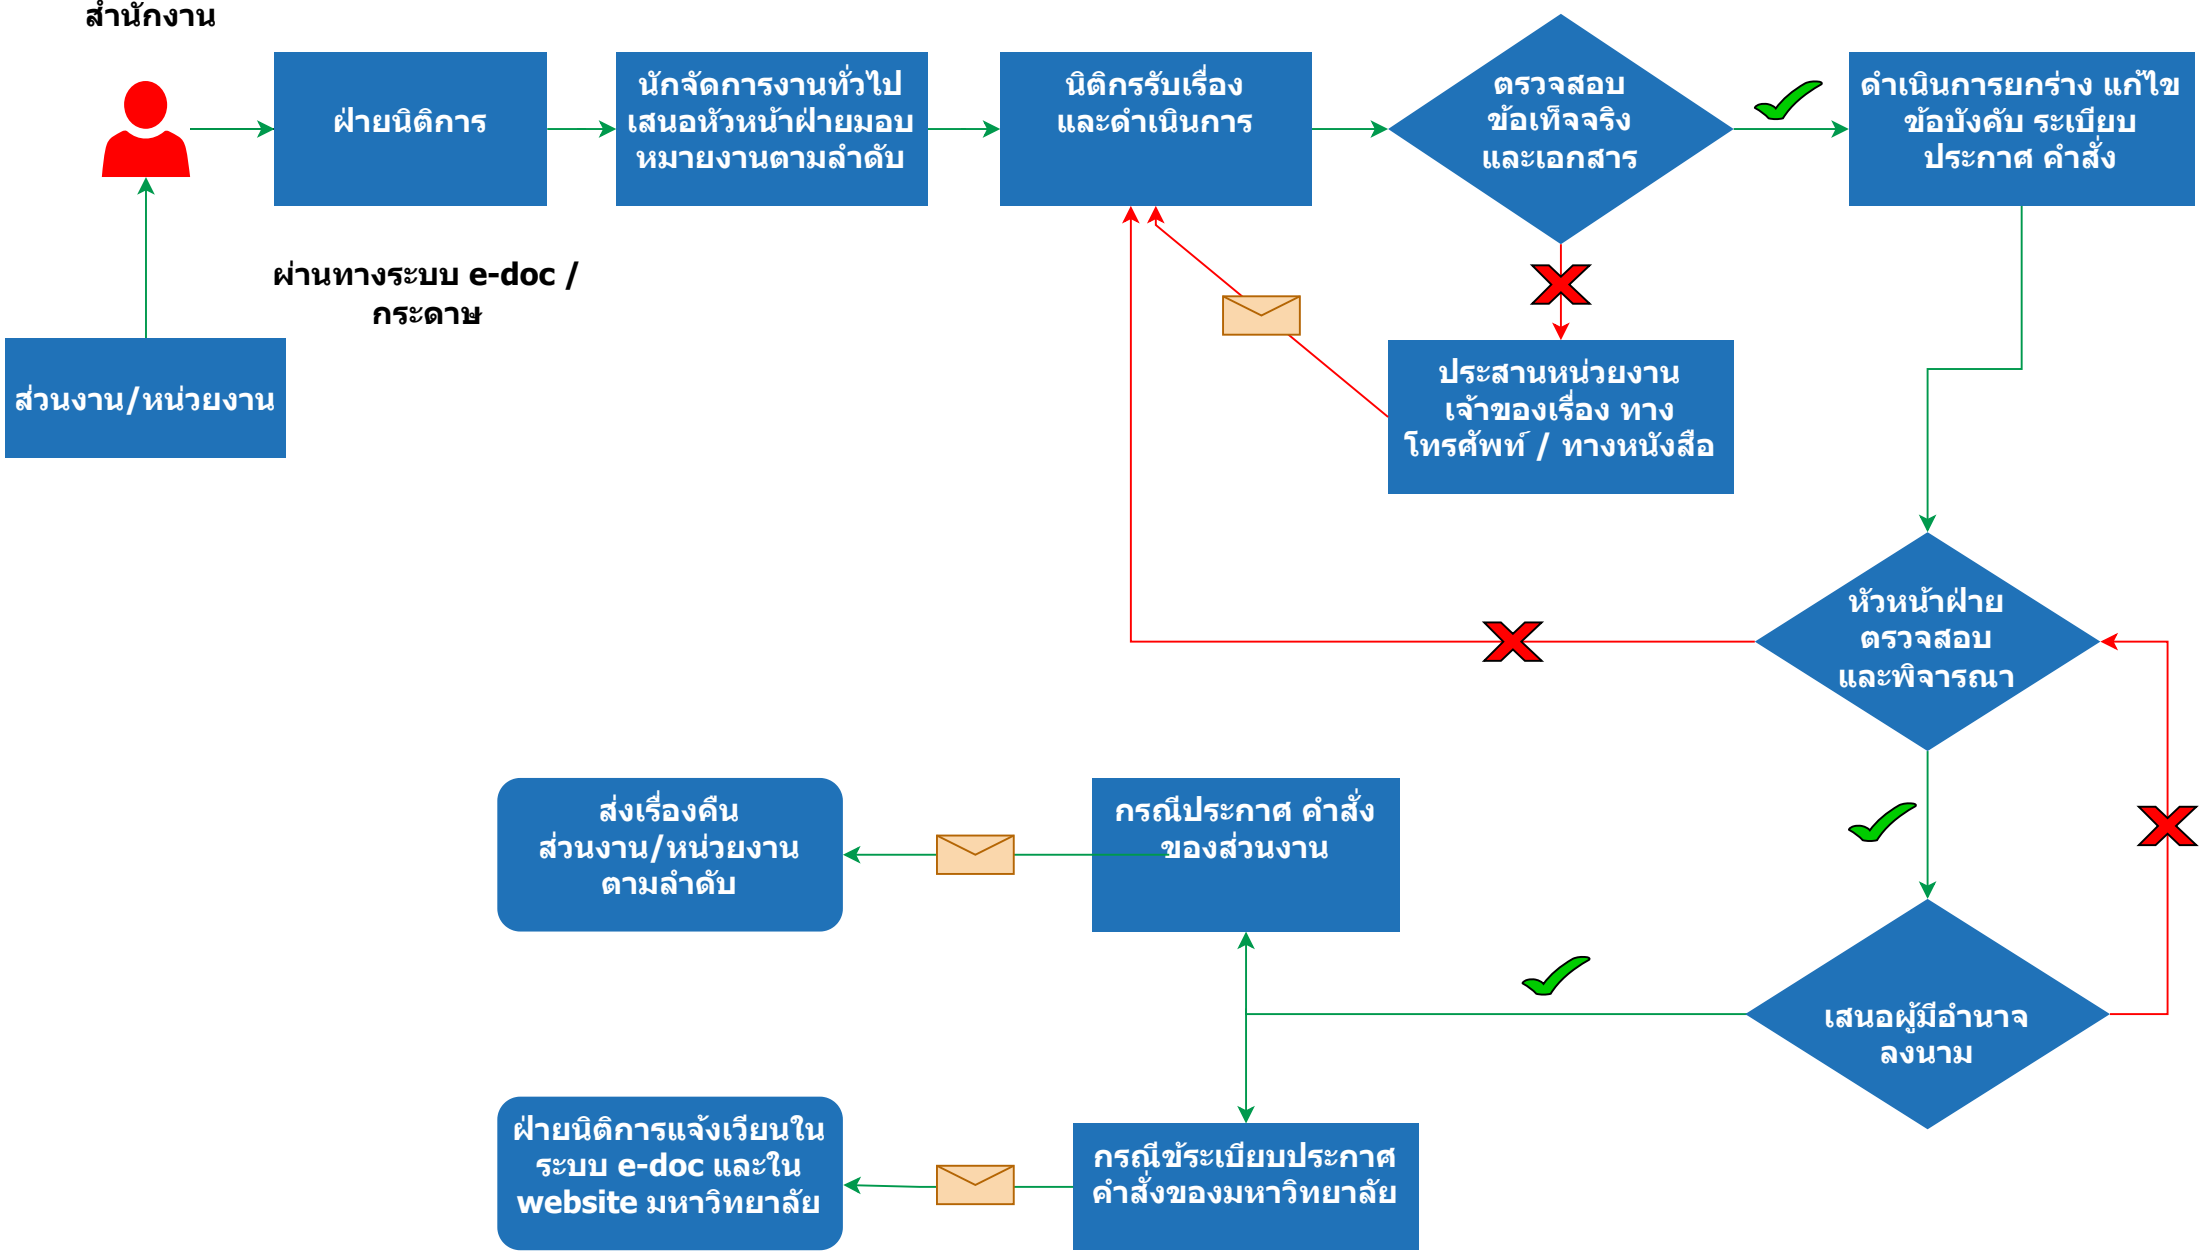 สำนักงาน
ฝ่ายนิติการ
นักจัดการงานทั่วไป
เสนอหัวหน้าฝ่ายมอบ
หมายงานตามลำดับ
นิติกรรับเรื่อง
และดำเนินการ
ตรวจสอบ
ข้อเท็จจริง
และเอกสาร
ดำเนินการยกร่าง แก้ไข
ข้อบังคับ ระเบียบ
ประกาศ คำสั่ง
ผ่านทางระบบ e-doc /
กระดาษ
ส่วนงาน/หน่วยงาน
ประสานหน่วยงาน
เจ้าของเรื่อง ทาง
โทรศัพท์ / ทางหนังสือ
หัวหน้าฝ่าย
ตรวจสอบ
และพิจารณา
ส่งเรื่องคืน
ส่วนงาน/หน่วยงาน
ตามลำดับ
กรณีประกาศ คำสั่ง
ของส่วนงาน
เสนอผู้มีอำนาจ
ลงนาม
ฝ่ายนิติการแจ้งเวียนใน
ระบบ e-doc และใน
website มหาวิทยาลัย
กรณีข้ระเบียบประกาศ
คำสั่งของมหาวิทยาลัย